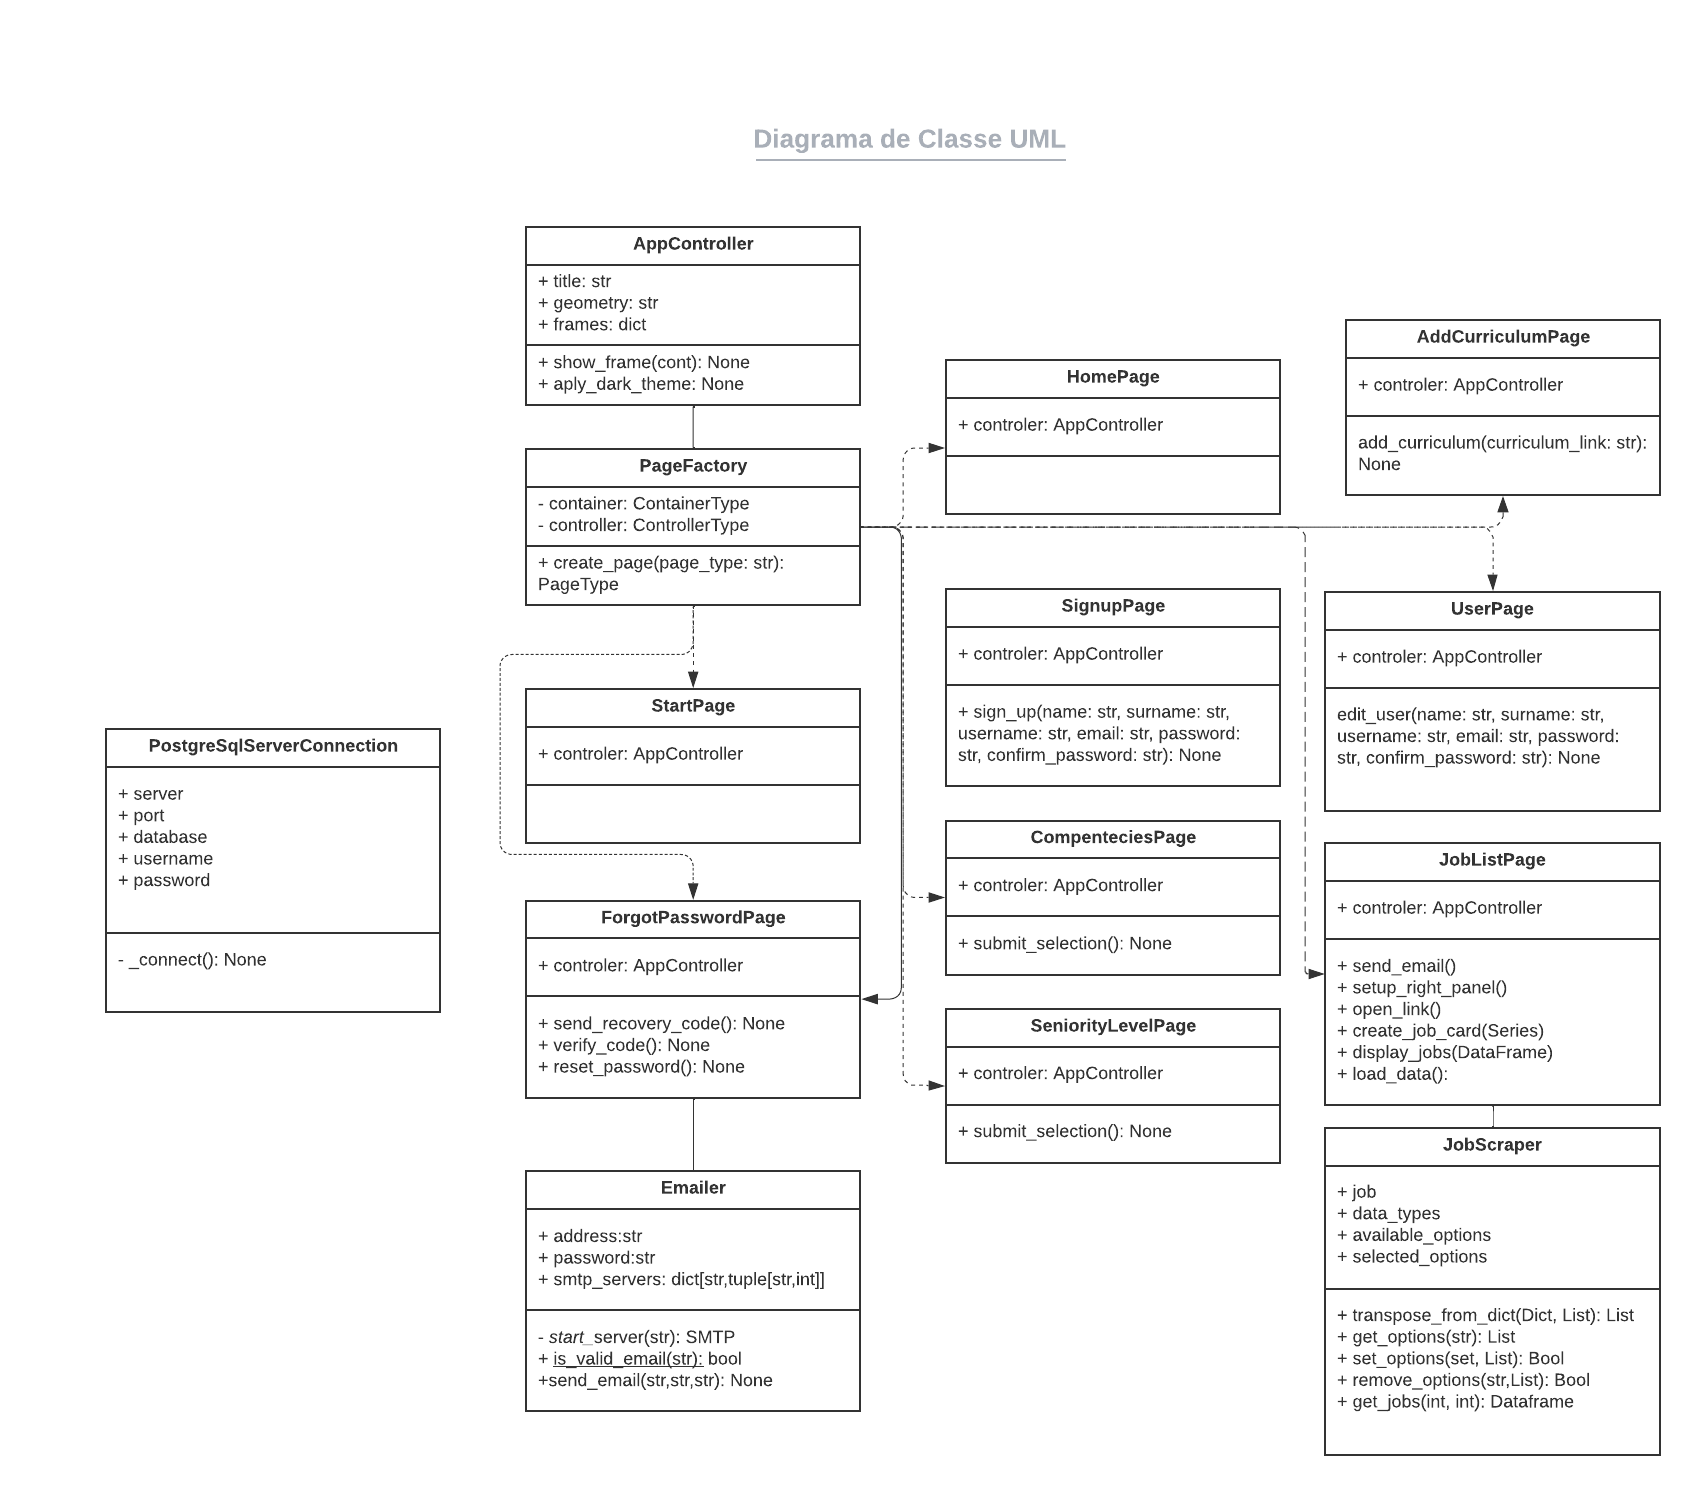 Diagrama de Classe UML
AppController
+ title: str
+ geometry: str
+ frames: dict
+ show_frame(cont): None
+ aply_dark_theme: None
PageFactory
- container: ContainerType
- controller: ControllerType
+ create_page(page_type: str):
PageType
HomePage
+ controler: AppController
AddCurriculumPage
+ controler: AppController
add_curriculum(curriculum_link: str):
None
StartPage
+ controler: AppController
SignupPage
+ controler: AppController
+ sign_up(name: str, surname: str,
username: str, email: str, password:
str, confirm_password: str): None
UserPage
+ controler: AppController
edit_user(name: str, surname: str,
username: str, email: str, password:
str, confirm_password: str): None
PostgreSqlServerConnection
+ server
+ port
+ database
+ username
+ password
- _connect(): None
ForgotPasswordPage
+ controler: AppController
+ send_recovery_code(): None
+ verify_code(): None
+ reset_password(): None
CompenteciesPage
+ controler: AppController
+ submit_selection(): None
JobListPage
+ controler: AppController
+ send_email()
+ setup_right_panel()
+ open_link()
+ create_job_card(Series)
+ display_jobs(DataFrame)
+ load_data():
SeniorityLevelPage
+ controler: AppController
+ submit_selection(): None
Emailer
+ address:str
+ password:str
+ smtp_servers: dict[str,tuple[str,int]]
- start_server(str): SMTP
+ is_valid_email(str): bool
+send_email(str,str,str): None
JobScraper
+ job
+ data_types
+ available_options
+ selected_options
+ transpose_from_dict(Dict, List): List
+ get_options(str): List
+ set_options(set, List): Bool
+ remove_options(str,List): Bool
+ get_jobs(int, int): Dataframe